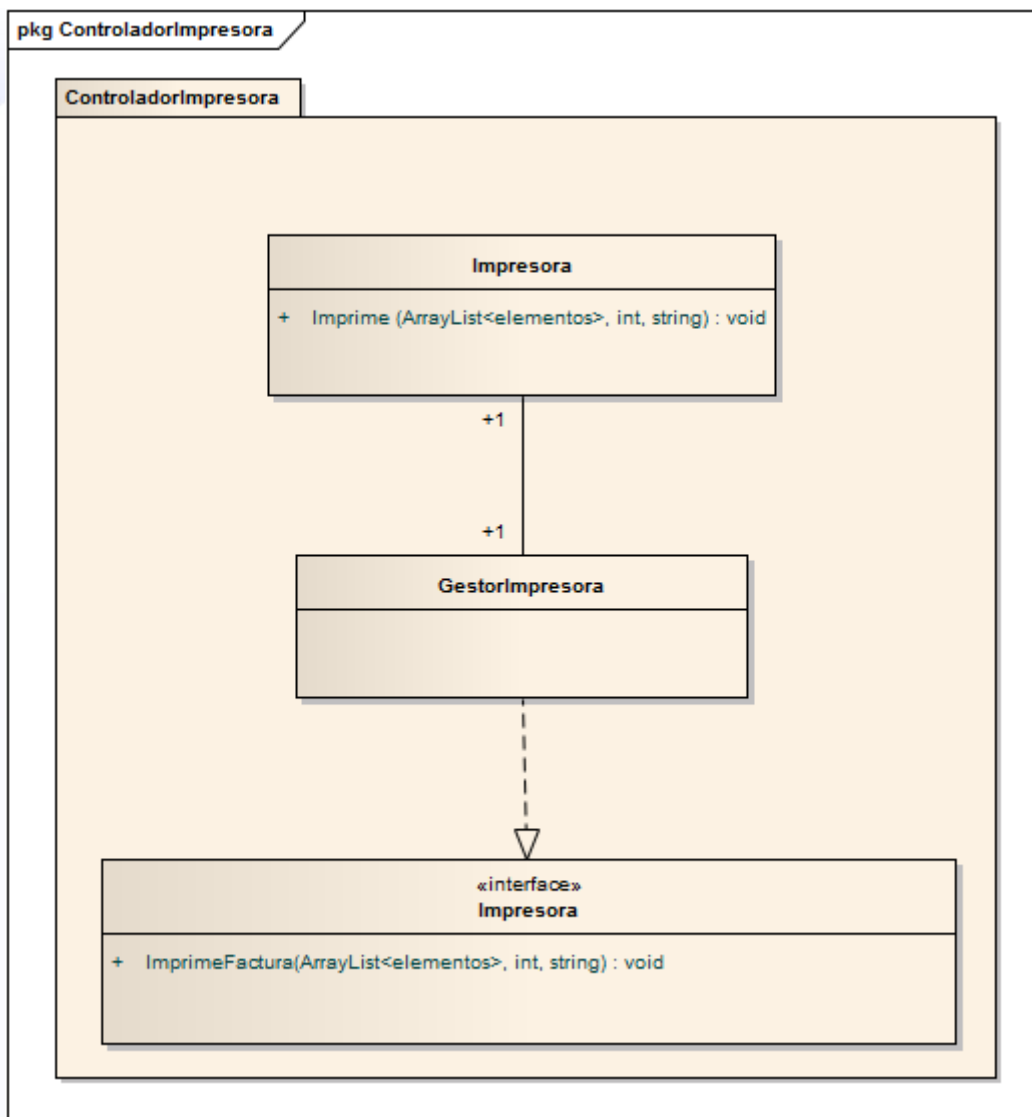 pkg ControladorImpresora
ControladorImpresora
Impresora
+ Imprime (ArrayList<elementos>, int, string) : void
+1
+1
GestorImpresora
«interface»
Impresora
+ ImprimeFactura(ArrayList<elementos>, int, string) : void